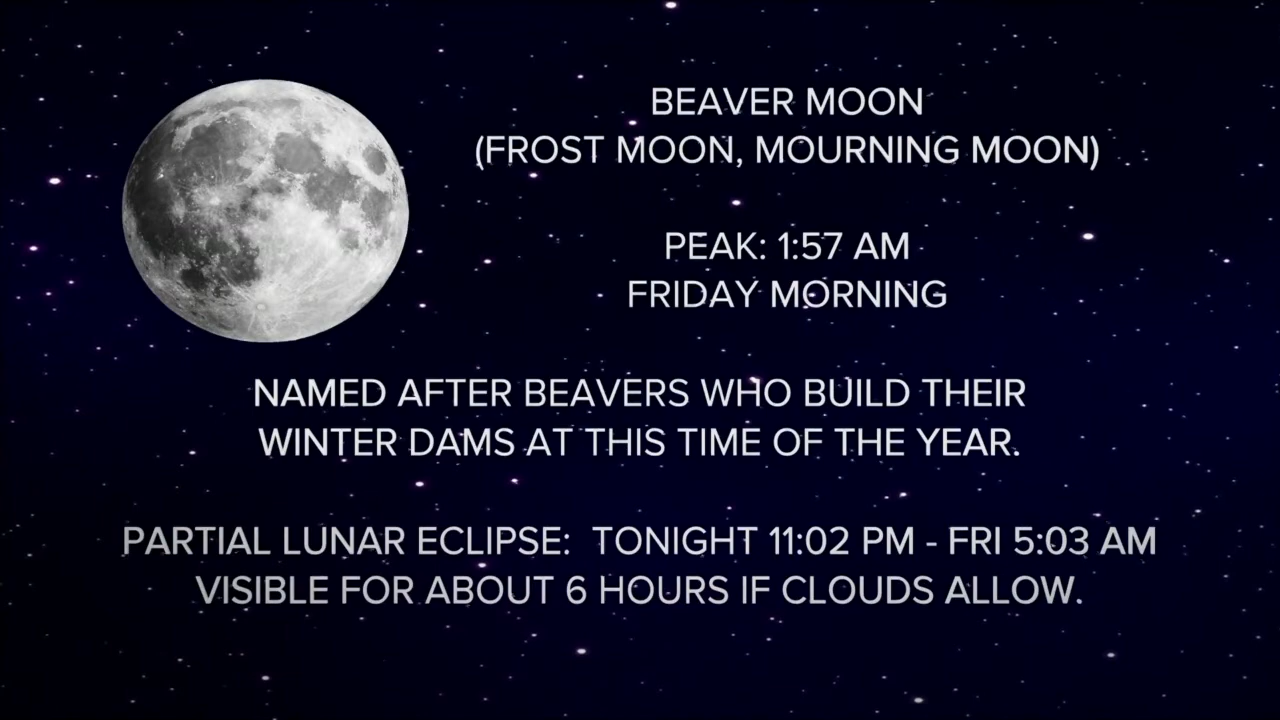 BEAVER MOON
(FROST MOON, MOURNING MOON)
PEAK: 1:57 AM
FRIDAY MORNING
NAMED AFTER BEAVERS WHO BUILD THEIR
WINTER DAMS AT THIS TIME OF THE YEAR.
PARTIAL LUNAR ECLIPSE: TONIGHT 11:02 PM - FRI 5:03 AM
VISIBLE FOR ABOUT 6 HOURS IF CLOUDS ALLOW.